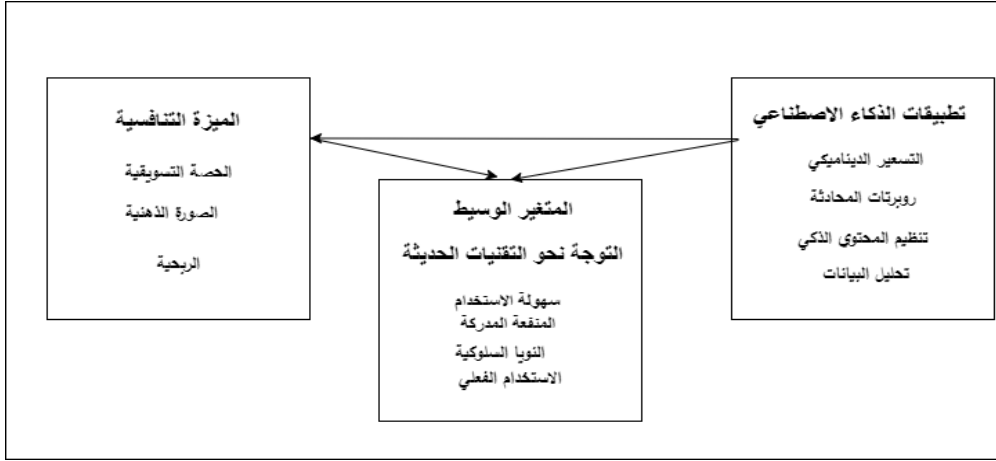 تطبيقات الذكاء الاصطناعي
التسعير الديناميكي
روبرتات المحادثة
تنظيم المحتوى الذكي
تحليل البيانات
المتغير الوسيط
التوجة نحو التقنيات الحديثة
سهولة الاستخدام
المنفعة المدركة
النويا السلوكية
الاستخدام الفعلي
الميزة التنافسية
الحصة التسويقية
الصورة الذهنية
الربحية